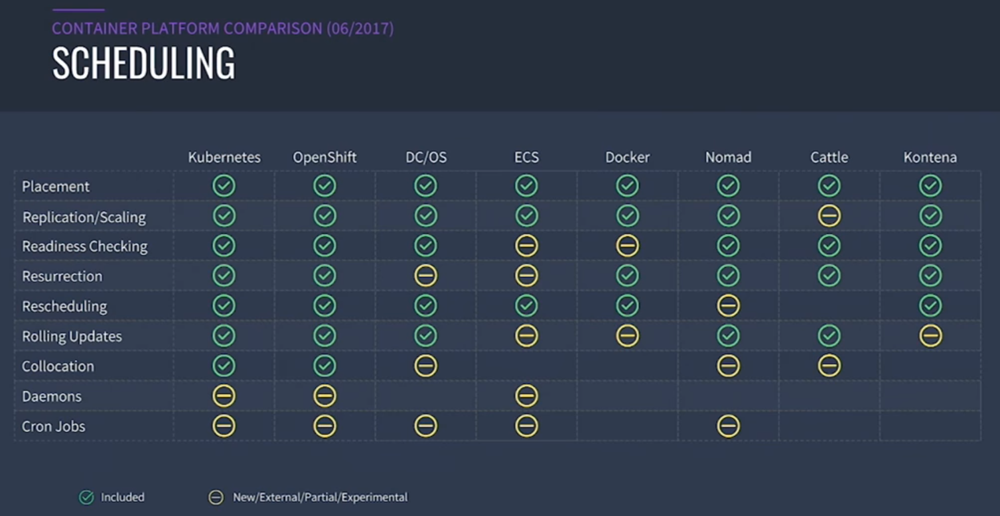 CONTAINER PLATFORM COMPARISON (06/2017)
SCHEDULING
Kubernetes OpenShift DC/OS ECS Docker Nomad Cattle Kontena
Placement
Replication/Scaling
Readiness Checking
Resurrection
Rescheduling
Rolling Updates
Collocation
Daemons
Cron Jobs
Included New/External/Partial/Experimental